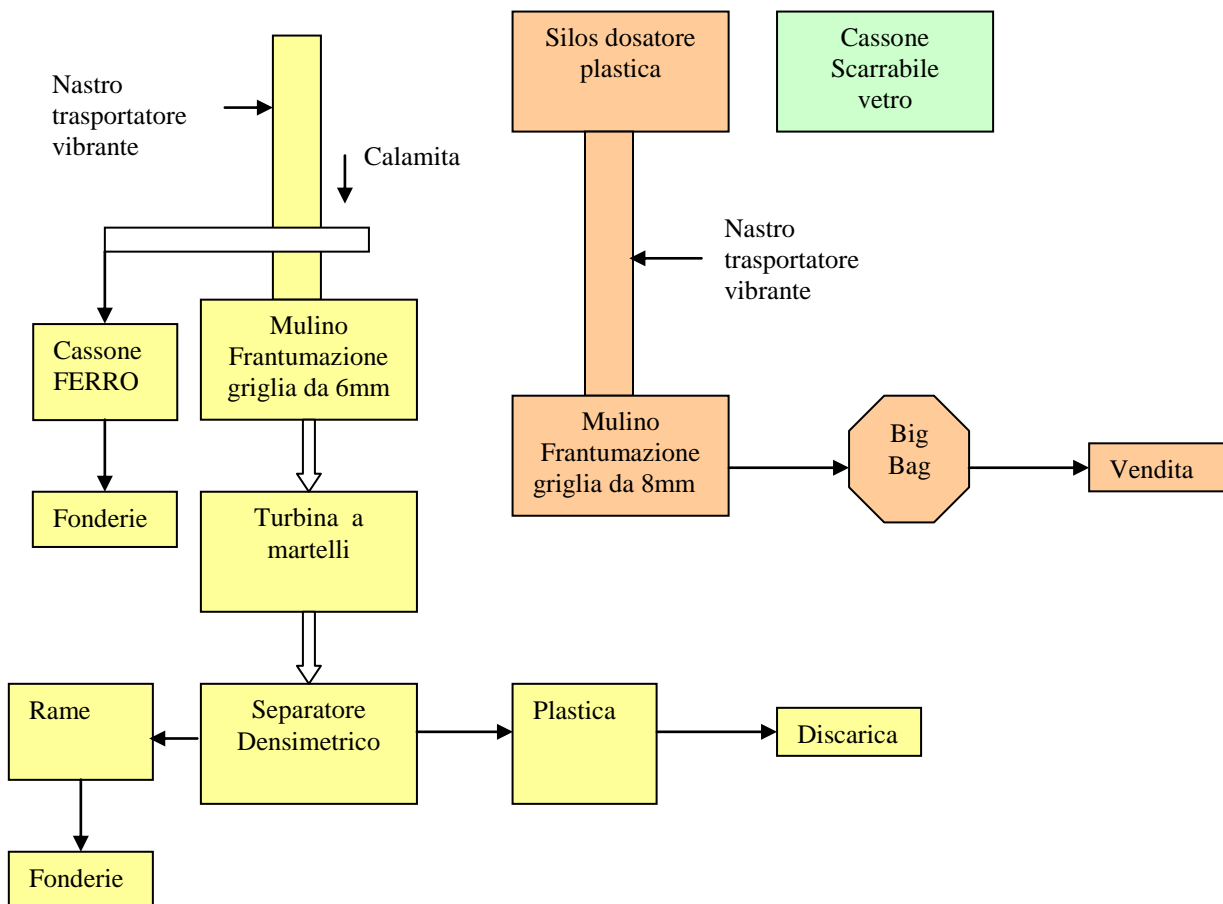 Silos dosatore
plastica
Cassone
Scarrabile
vetro
Nastro
trasportatore
vibrante
Calamita
Nastro
trasportatore
vibrante
Mulino
Frantumazione
griglia da 6mm
Cassone
FERRO
Mulino
Frantumazione
griglia da 8mm
Big
Bag
Vendita
Fonderie
Turbina a
martelli
Rame
Separatore
Densimetrico
Plastica
Discarica
Fonderie